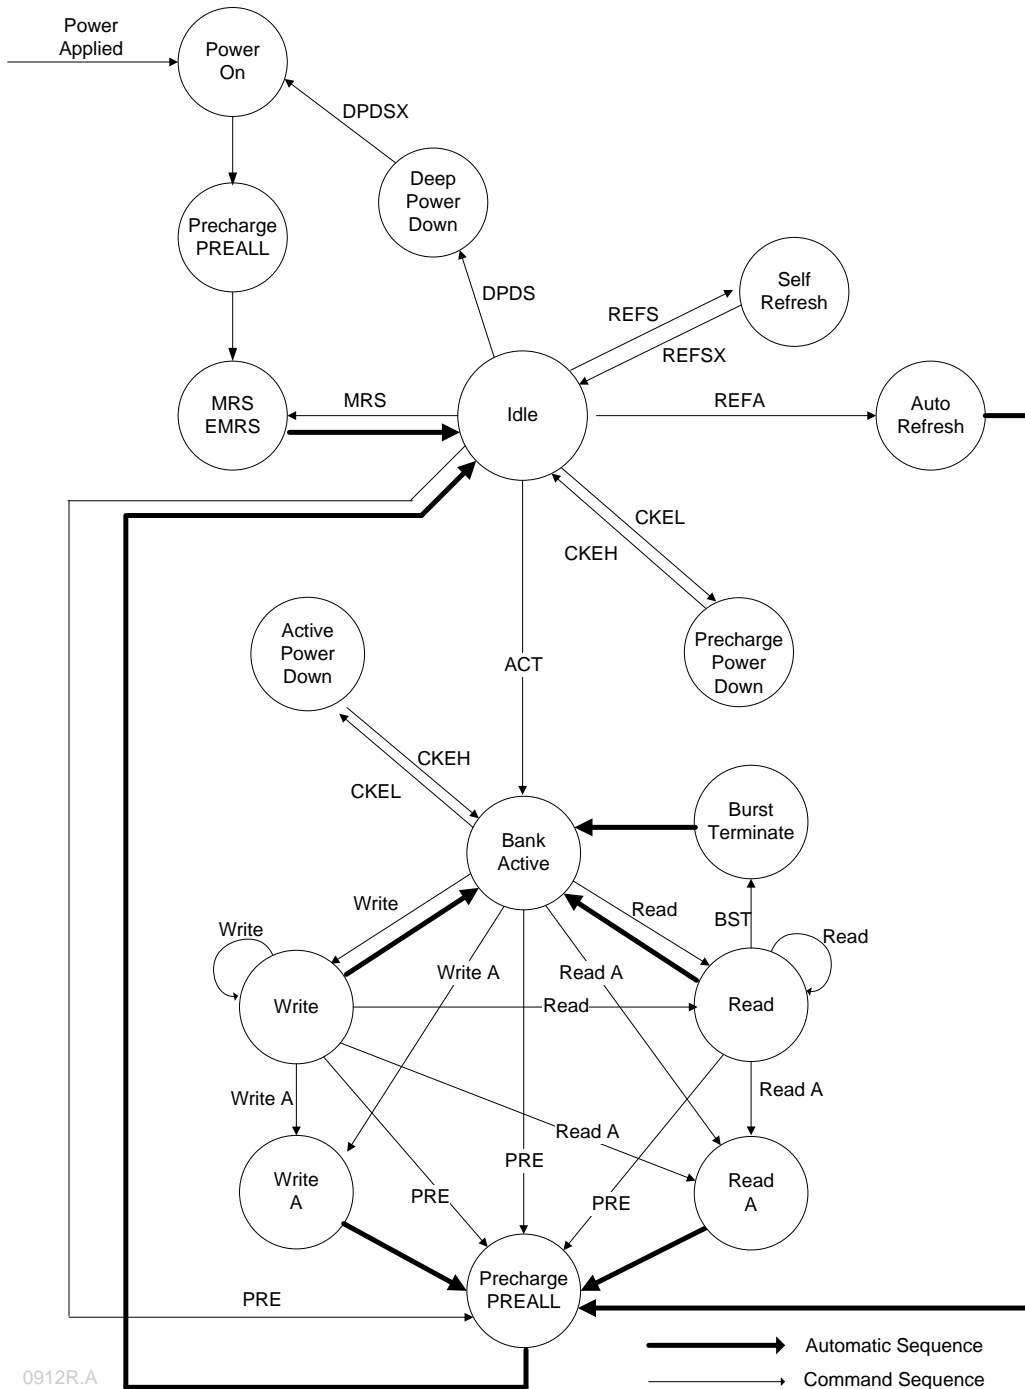 Power
Applied
Power
On
DPDSX
Deep
Power
Down
Precharge
PREALL
DPDS
Self
Refresh
REFS
REFSX
MRS
EMRS
MRS
Idle
REFA
Auto
Refresh
CKEL
CKEH
Active
Power
Down
ACT
Precharge
Power
Down
CKEH
CKEL
Bank
Active
Burst
Terminate
Write
Read
BST
Write
Read
Write A
Read A
Write
Read
Read
Write A
Read A
Read A
Write
A
PRE
PRE
PRE
Read
A
Precharge
PREALL
PRE
Automatic Sequence
Command Sequence
0912R.A